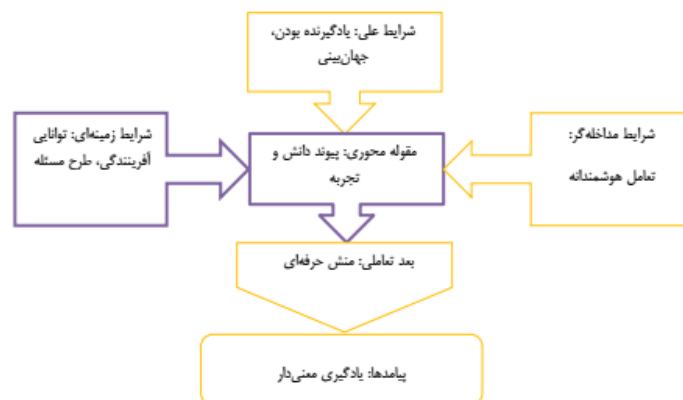 شرایط علی: یادگیرنده بودن،
جهان‌بینی
شرایط زمینه‌ای: توانایی
آفرینندگی، طرح مسئله
مقوله محوری: پیوند دانش و
تجربه
شرایط مداخله‌گر:
تعامل هوشمندانه
بعد تعاملی: منش حرفه‌ای
پیامدها: یادگیری معنی‌دار